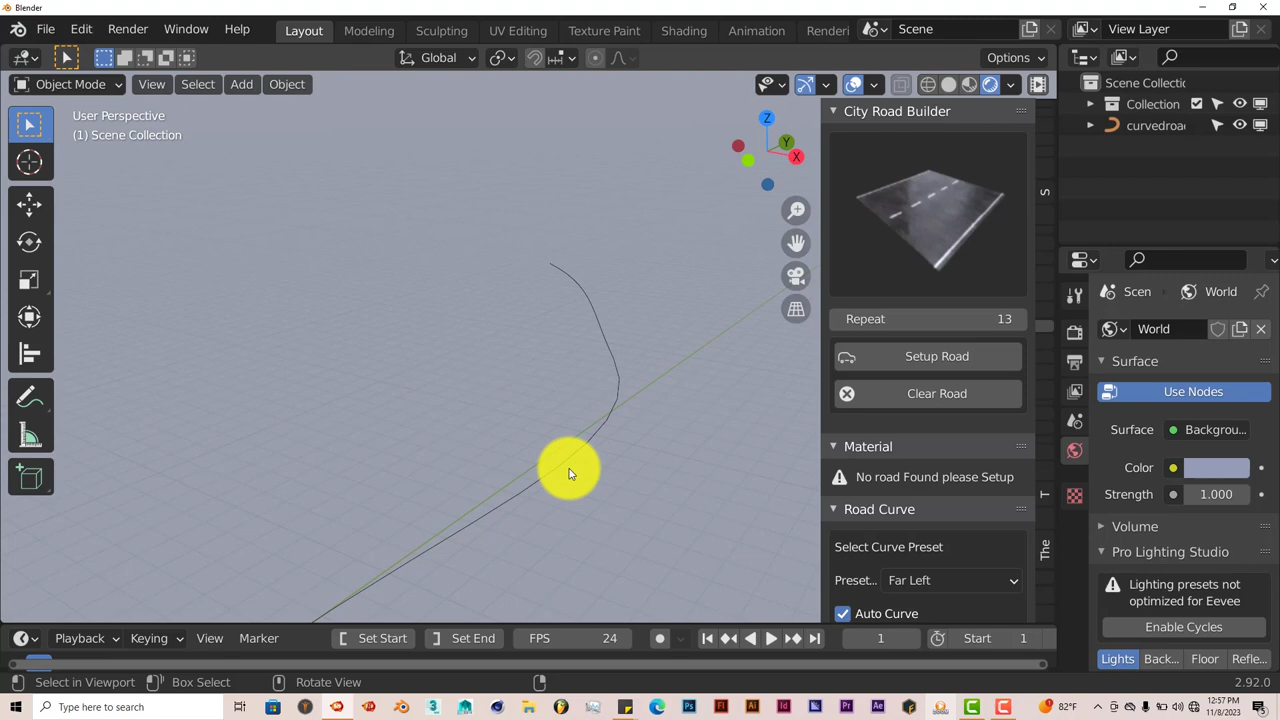 Blender
File Edit Render Window Help Layout Modeling Sculpting UV Editing Texture Paint Shading Animation Renderi Scene View Layer
Global Options
Object Mode View Select Add Object
User Perspective
(1) Scene Collection
Z
Y
X
City Road Builder
Repeat 13
Setup Road
Clear Road
Material
No road Found please Setup
Road Curve
Select Curve Preset
Preset... Far Left
Auto Curve
S
T
The
Scene Collectio
Collection
curvedroa
Scen World
World
Surface
Use Nodes
Surface Backgrou...
Color
Strength 1.000
Volume
Pro Lighting Studio
Lighting presets not
optimized for Eevee
Enable Cycles
Lights Back... Floor Refle...
Playback Keying View Marker Set Start Set End FPS 24 1 Start 1
Select in Viewport Box Select Rotate View 2.92.0
Type here to search 82°F 12:57 PM
11/8/2023